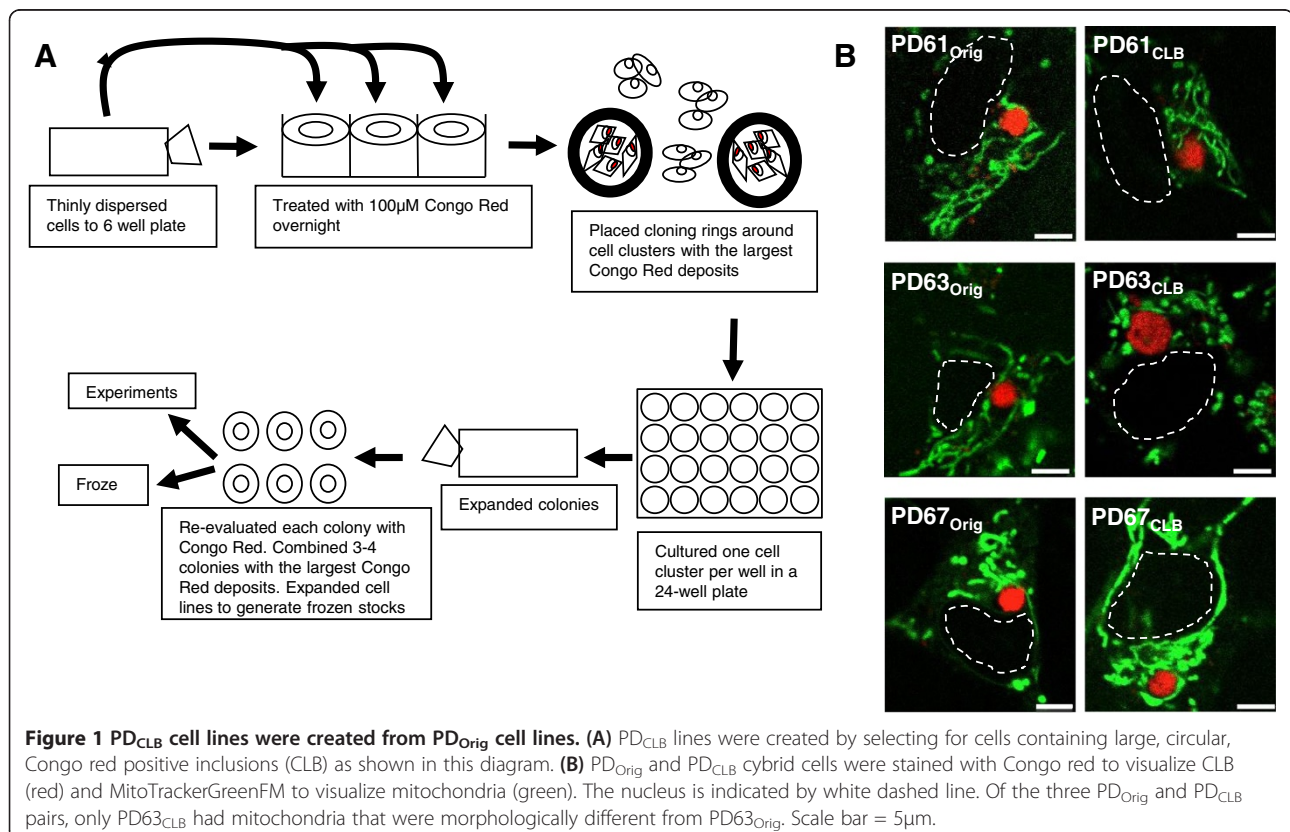 A
Thinly dispersed
cells to 6 well plate
Treated with 100µM Congo Red
overnight
Placed cloning rings around
cell clusters with the largest
Congo Red deposits
Cultured one cell
cluster per well in a
24-well plate
Expanded colonies
Re-evaluated each colony with
Congo Red. Combined 3-4
colonies with the largest Congo
Red deposits. Expanded cell
lines to generate frozen stocks
Experiments
Froze
B
PD61Orig
PD61CLB
PD63Orig
PD63CLB
PD67Orig
PD67CLB
Figure 1 PDCLB cell lines were created from PDOrig cell lines. (A) PDCLB lines were created by selecting for cells containing large, circular,
Congo red positive inclusions (CLB) as shown in this diagram. (B) PDOrig and PDCLB cybrid cells were stained with Congo red to visualize CLB
(red) and MitoTrackerGreenFM to visualize mitochondria (green). The nucleus is indicated by white dashed line. Of the three PDOrig and PDCLB
pairs, only PD63CLB had mitochondria that were morphologically different from PD63Orig. Scale bar = 5µm.